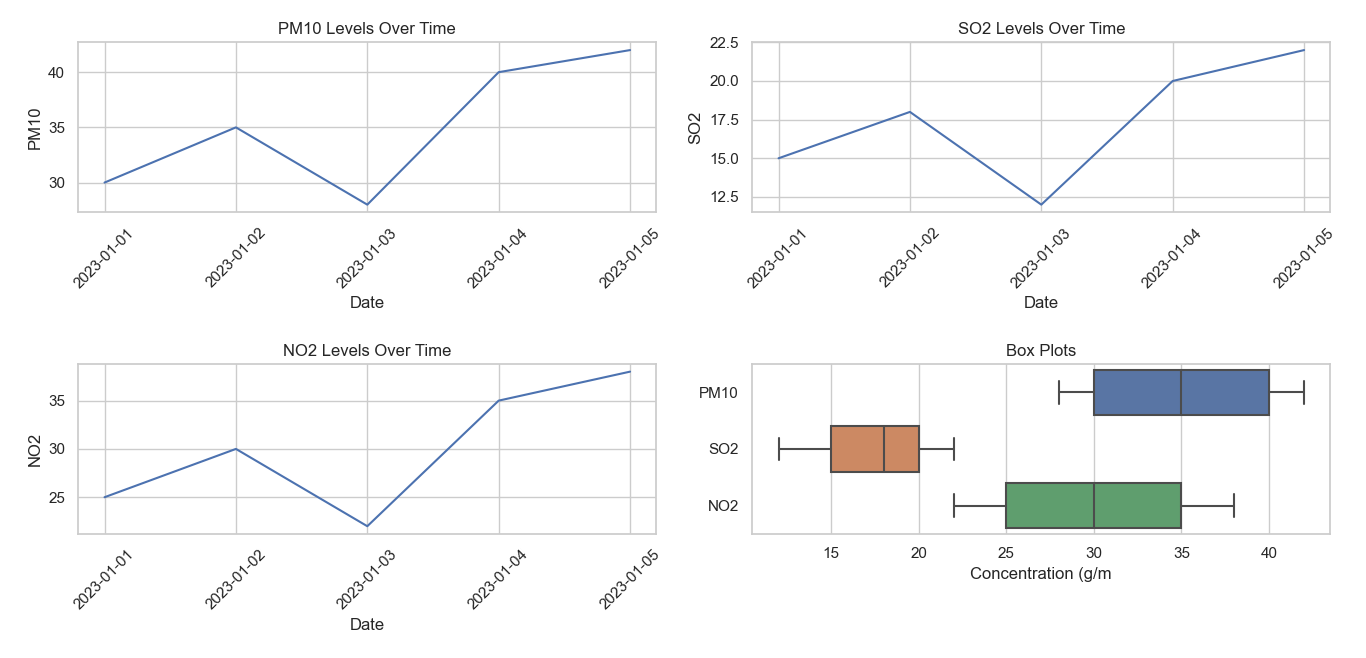 PM10 Levels Over Time
PM10
40
35
30
2023-01-01
2023-01-02
2023-01-03
2023-01-04
2023-01-05
Date
SO2 Levels Over Time
SO2
22.5
20.0
17.5
15.0
12.5
2023-01-01
2023-01-02
2023-01-03
2023-01-04
2023-01-05
Date
NO2 Levels Over Time
NO2
35
30
25
2023-01-01
2023-01-02
2023-01-03
2023-01-04
2023-01-05
Date
Box Plots
PM10
SO2
NO2
15
20
25
30
35
40
Concentration (g/m